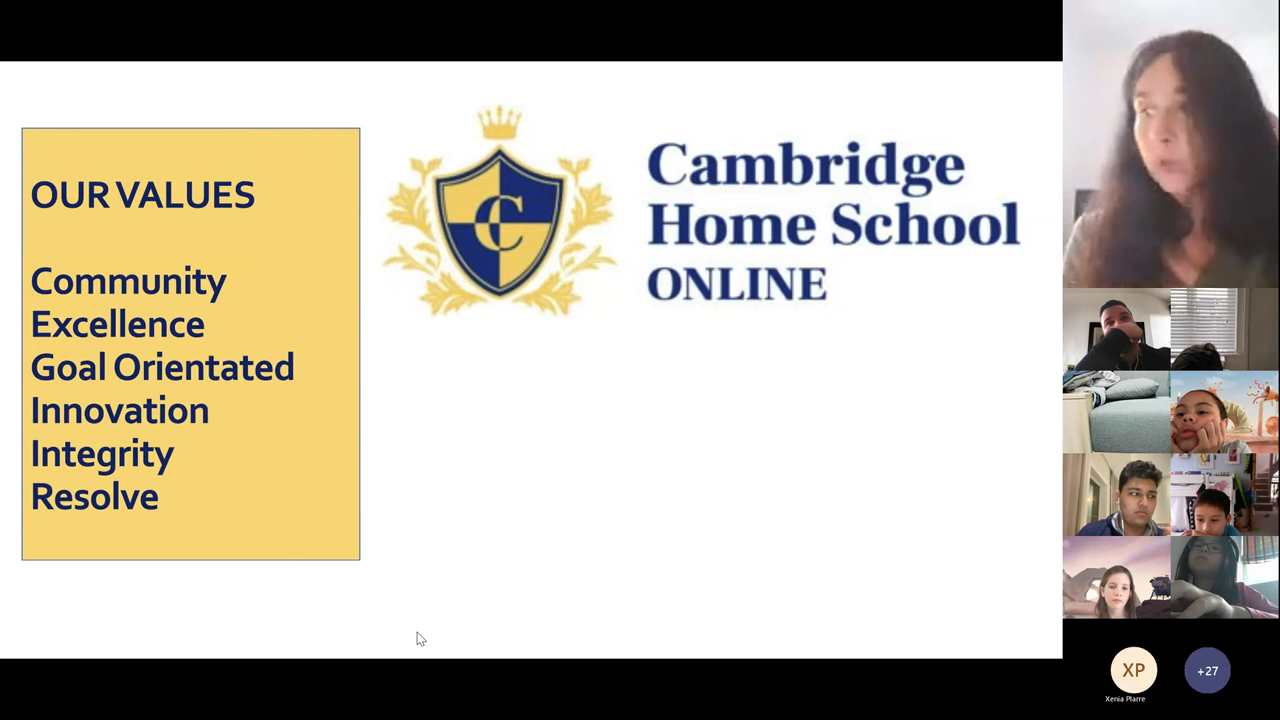 OUR VALUES
Community
Excellence
Goal Orientated
Innovation
Integrity
Resolve
C
Cambridge
Home School
ONLINE
XP
+27
Xenia Plarre